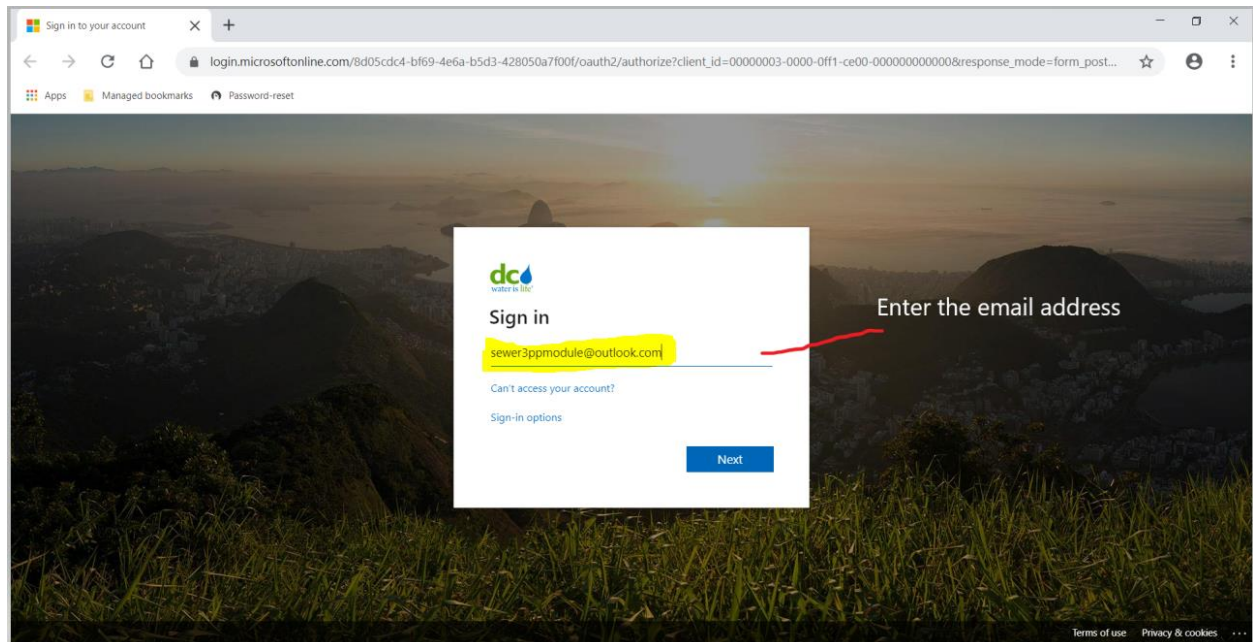 Sign in to your account
login.microsoftonline.com/8d05cdc4-bf69-4e6a-b5d3-428050a7f00f/oauth2/authorize?client_id=00000003-0000-0ff1-ce00-000000000000&response_mode=form_post...
Apps Managed bookmarks Password-reset
dc
water is life
Sign in
Enter the email address
sewer3ppmodule@outlook.com
Can't access your account?
Sign-in options
Next
Terms of use Privacy & cookies ...